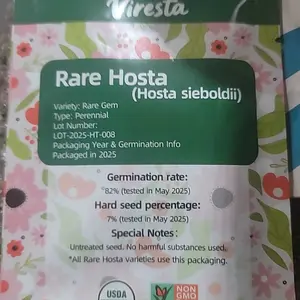 Viresta
Rare Hosta
(Hosta sieboldii)
Variety: Rare Gem
Type: Perennial
Lot Number:
LOT-2025-HT-008
Packaging Year & Germination Info
Packaged in 2025
Germination rate:
*82% (tested in May 2025)
Hard seed percentage:
7% (tested in May 2025)
Special Notes:
Untreated seed. No harmful substances used.
*All Rare Hosta varieties use this packaging.
USDA
NON
GMO